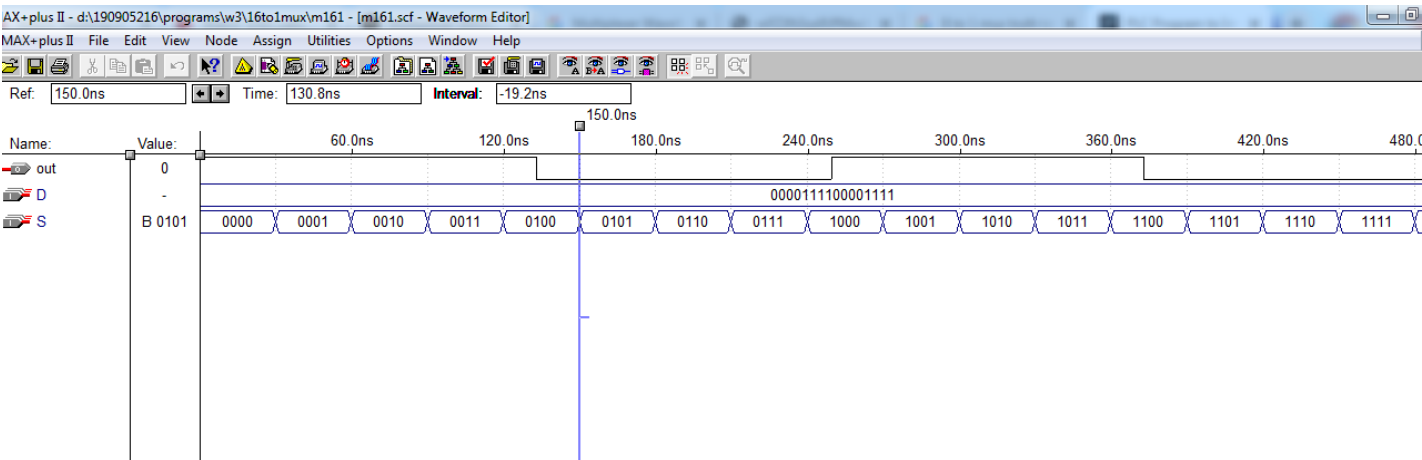 AX+plus II - d:\190905216\programs\w3\16to1mux\m161 - [m161.scf - Waveform Editor]
MAX+plus II File Edit View Node Assign Utilities Options Window Help
Ref: 150.0ns Time: 130.8ns Interval: -19.2ns
150.0ns
Name: Value: 60.0ns 120.0ns 180.0ns 240.0ns 300.0ns 360.0ns 420.0ns 480.0
out 0
D - 0000111100001111
S B 0101 0000 0001 0010 0011 0100 0101 0110 0111 1000 1001 1010 1011 1100 1101 1110 1111